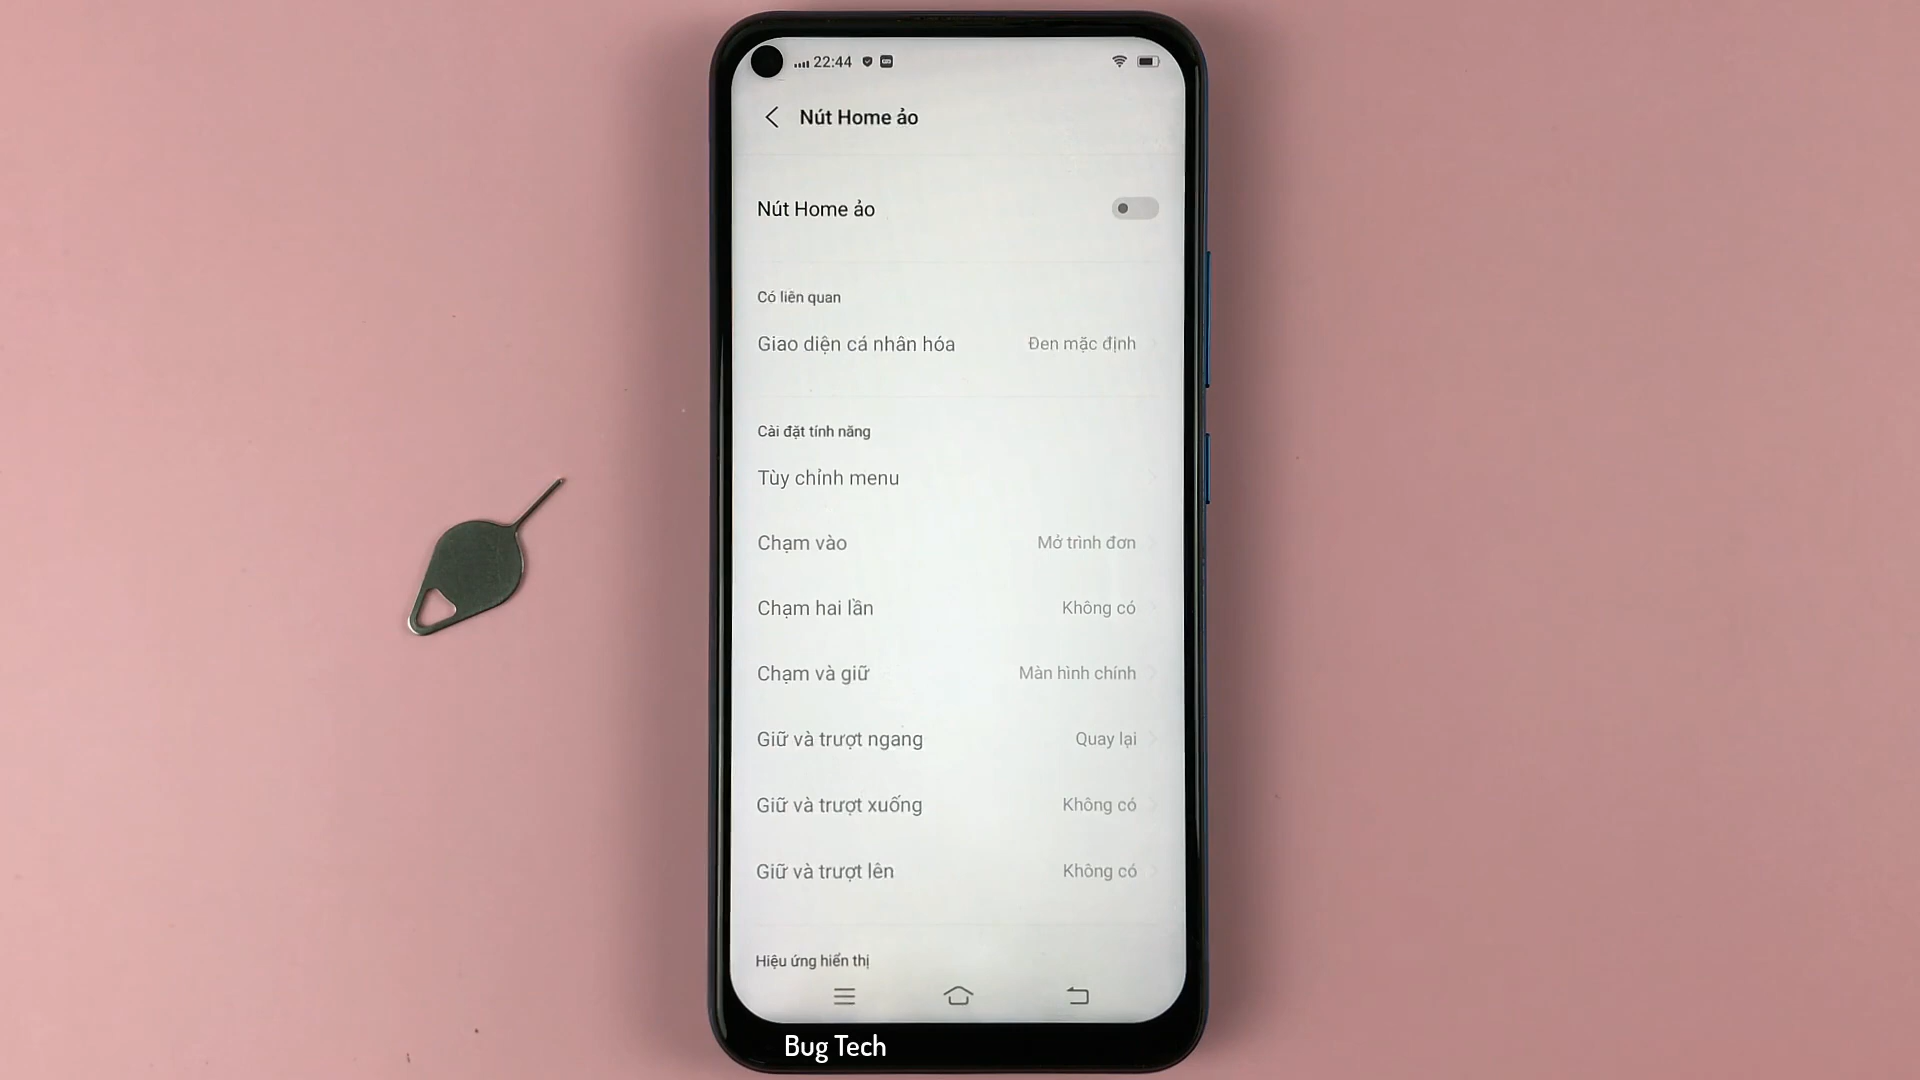 22:44
Nút Home ảo
Nút Home ảo
Có liên quan
Giao diện cá nhân hóa Đen mặc định
Cài đặt tính năng
Tùy chỉnh menu
Chạm vào Mở trình đơn
Chạm hai lần Không có
Chạm và giữ Màn hình chính
Giữ và trượt ngang Quay lại
Giữ và trượt xuống Không có
Giữ và trượt lên Không có
Hiệu ứng hiển thị
Bug Tech